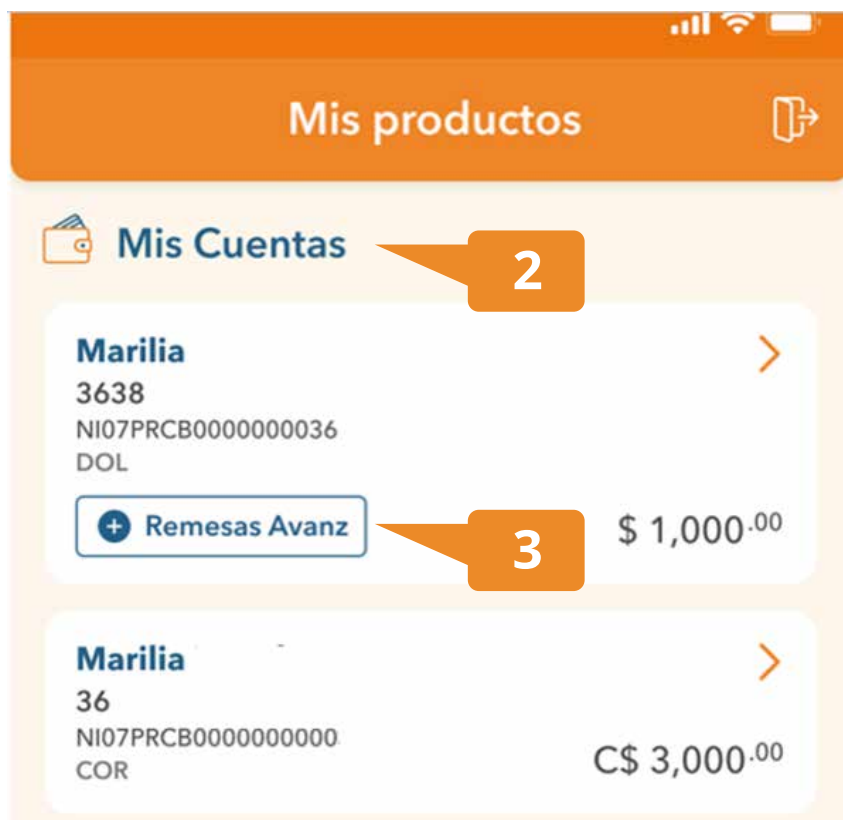 Mis productos
Mis Cuentas
2
Marilia
3638
NI07PRCB0000000036
DOL
Remesas Avanz
3
$ 1,000.00
Marilia
36
NI07PRCB0000000000
COR
C$ 3,000.00